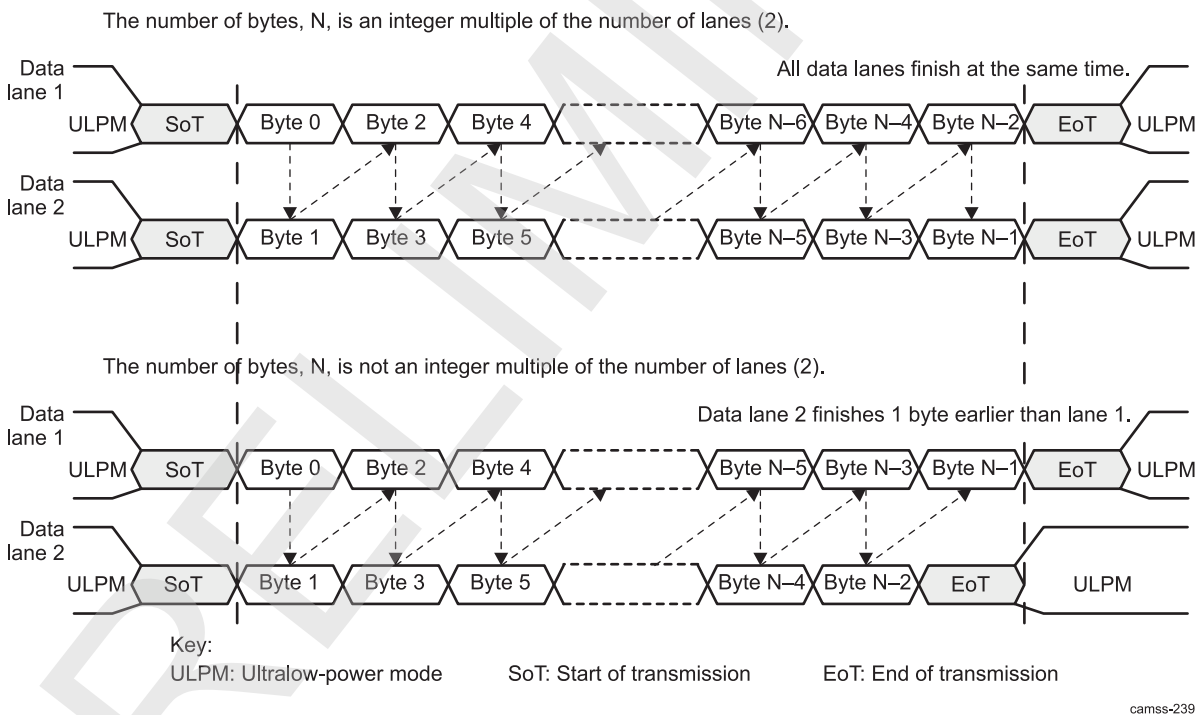 The number of bytes, N, is an integer multiple of the number of lanes (2).
All data lanes finish at the same time.
Data
lane 1
ULPM SoT Byte 0 Byte 2 Byte 4 Byte N–6 Byte N–4 Byte N–2 EoT ULPM
Data
lane 2
ULPM SoT Byte 1 Byte 3 Byte 5 Byte N–5 Byte N–3 Byte N–1 EoT ULPM
The number of bytes, N, is not an integer multiple of the number of lanes (2).
Data lane 2 finishes 1 byte earlier than lane 1.
Data
lane 1
ULPM SoT Byte 0 Byte 2 Byte 4 Byte N–5 Byte N–3 Byte N–1 EoT ULPM
Data
lane 2
ULPM SoT Byte 1 Byte 3 Byte 5 Byte N–4 Byte N–2 EoT ULPM
Key:
ULPM: Ultralow-power mode SoT: Start of transmission EoT: End of transmission
camss-239
RELIMI